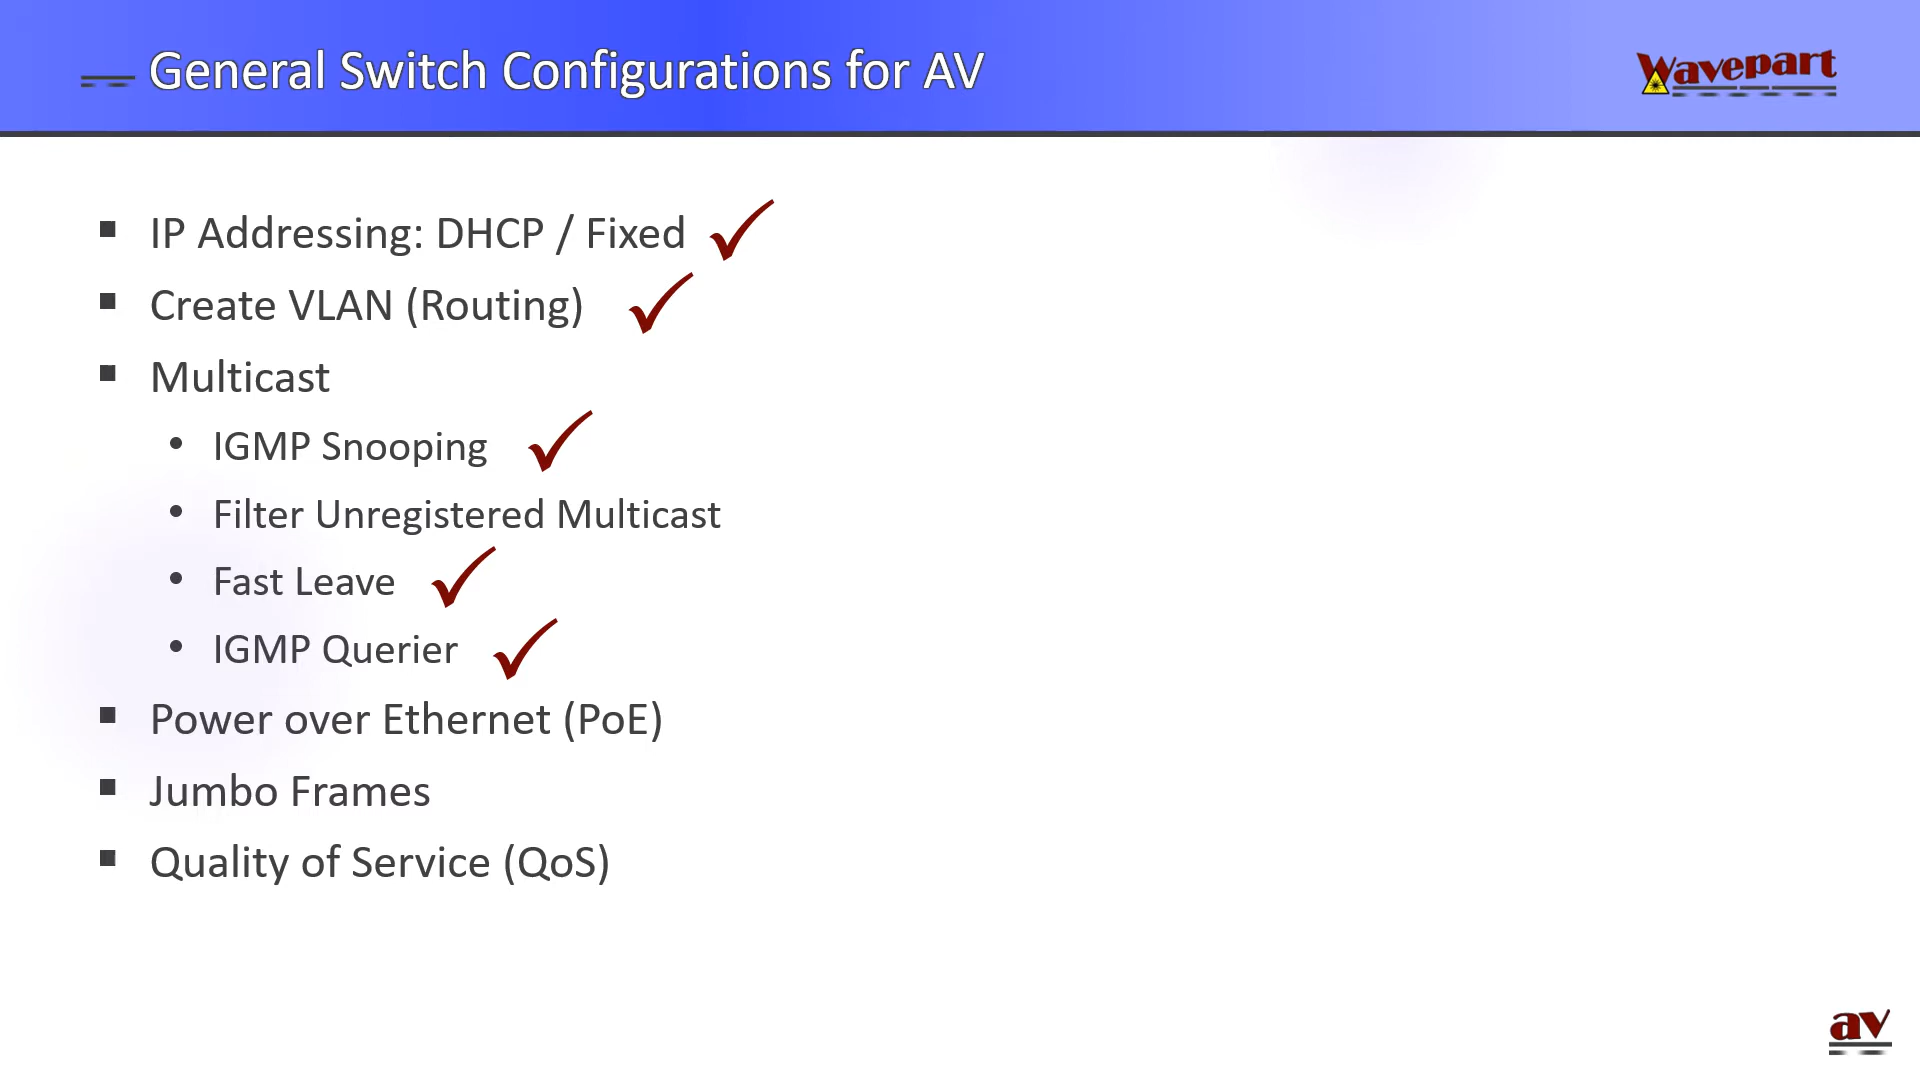 General Switch Configurations for AV
Wavepart
IP Addressing: DHCP / Fixed
Create VLAN (Routing)
Multicast
IGMP Snooping
Filter Unregistered Multicast
Fast Leave
IGMP Querier
Power over Ethernet (PoE)
Jumbo Frames
Quality of Service (QoS)
av